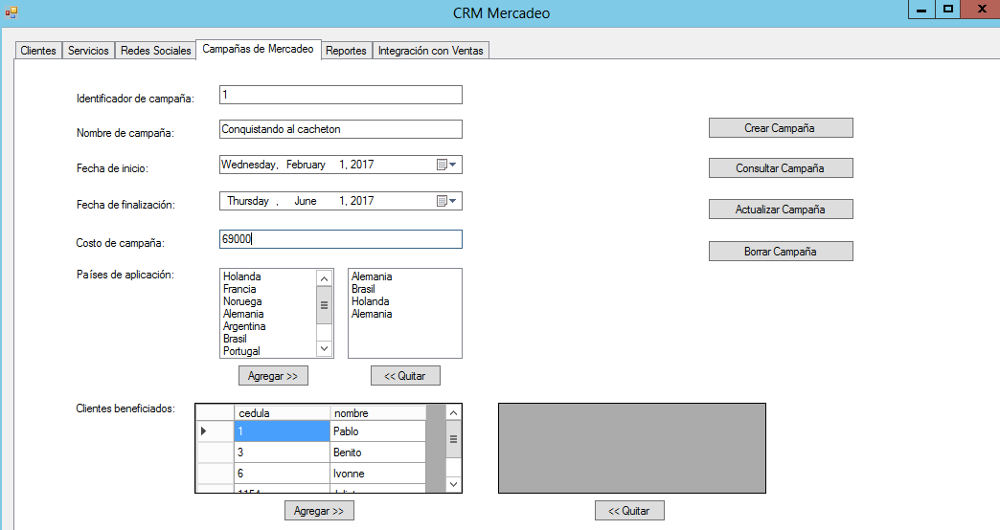 CRM Mercadeo
Clientes Servicios Redes Sociales Campañas de Mercadeo Reportes Integración con Ventas
Identificador de campaña: 1
Nombre de campaña: Conquistando al cacheton
Fecha de inicio: Wednesday, February 1, 2017
Fecha de finalización: Thursday , June 1, 2017
Costo de campaña: 69000
Crear Campaña
Consultar Campaña
Actualizar Campaña
Borrar Campaña
Países de aplicación:
Holanda
Francia
Noruega
Alemania
Argentina
Brasil
Portugal
Alemania
Brasil
Holanda
Alemania
Agregar >> << Quitar
Clientes beneficiados:
cedula nombre
1 Pablo
3 Benito
6 Ivonne
Agregar >> << Quitar